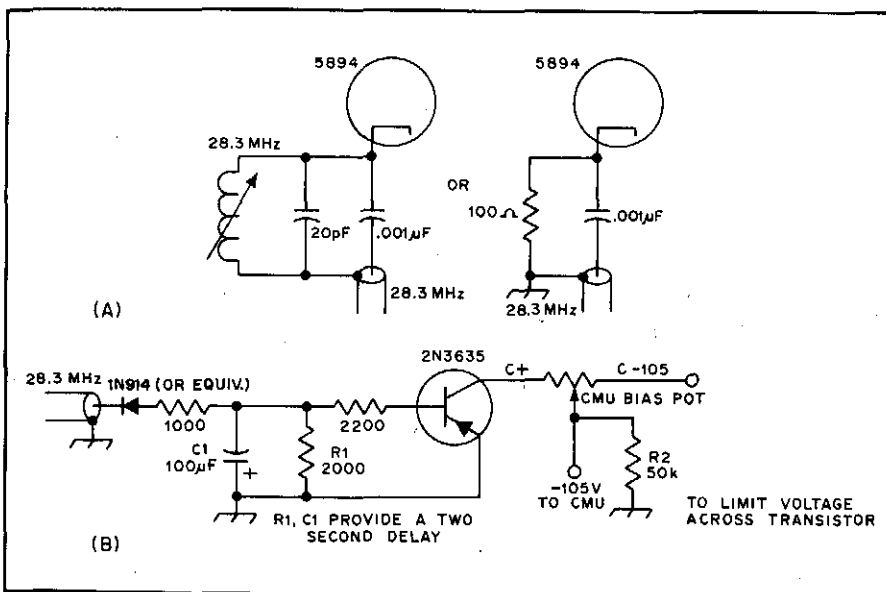 5894
5894
28.3 MHz
OR
20pF
.001µF
100Ω
.001µF
28.3 MHz
28.3 MHz
(A)
2N3635
28.3 MHz
1N914 (OR EQUIV.)
C+
C-105
CMU BIAS POT
1000
2200
C1
100µF
+
R1
2000
R2
50k
-105V
TO CMU
R1, C1 PROVIDE A TWO
SECOND DELAY
TO LIMIT VOLTAGE
ACROSS TRANSISTOR
(B)